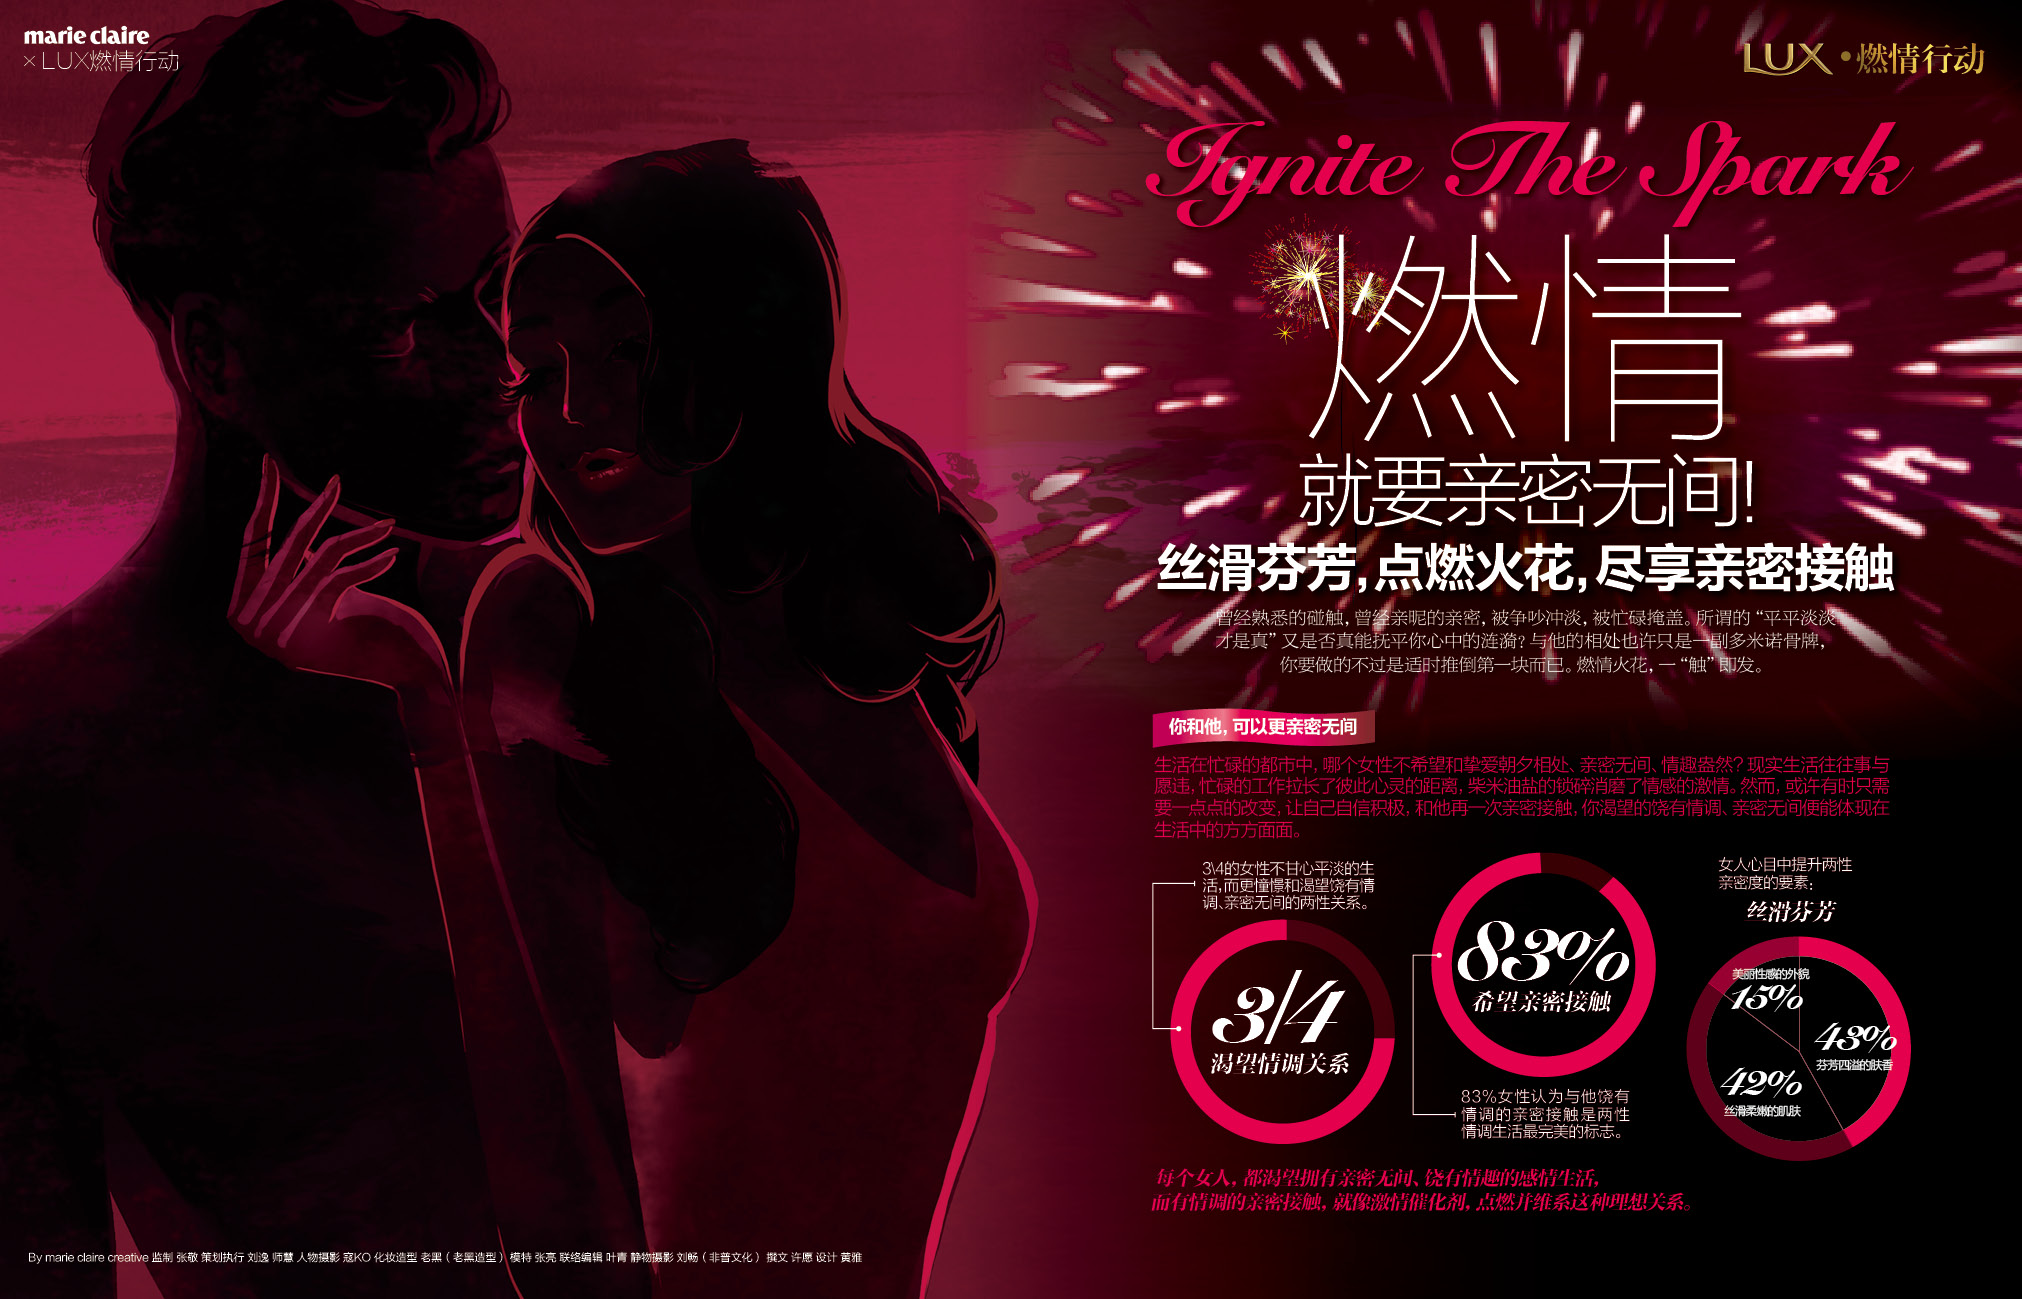 marie claire
× LUX燃情行动
LUX·燃情行动
Ignite The Spark
燃情
就要亲密无间!
丝滑芬芳,点燃火花,尽享亲密接触
曾经熟悉的碰触,曾经亲昵的亲密,被争吵冲淡,被忙碌掩盖。所谓的“平平淡淡
才是真”又是否真能抚平你心中的涟漪?与他的相处也许只是一副多米诺骨牌,
你要做的不过是适时推倒第一块而已。燃情火花,一“触”即发。
你和他,可以更亲密无间
生活在忙碌的都市中,哪个女性不希望和挚爱朝夕相处、亲密无间、情趣盎然?现实生活往往事与
愿违,忙碌的工作拉长了彼此心灵的距离,柴米油盐的锁碎消磨了情感的激情。然而,或许有时只需
要一点点的改变,让自己自信积极,和他再一次亲密接触,你渴望的饶有情调、亲密无间便能体现在
生活中的方方面面。
3\4的女性不甘心平淡的生
活,而更憧憬和渴望饶有情
调、亲密无间的两性关系。
3/4
渴望情调关系
83%
希望亲密接触
83%女性认为与他饶有
情调的亲密接触是两性
情调生活最完美的标志。
女人心目中提升两性
亲密度的要素:
丝滑芬芳
美丽性感的外貌
15%
43%
芬芳四溢的肤香
42%
丝滑柔嫩的肌肤
每个女人,都渴望拥有亲密无间、饶有情趣的感情生活,
而有情调的亲密接触,就像激情催化剂,点燃并维系这种理想关系。
By marie claire creative 监制 张敬 策划执行 刘逸 师慧 人物摄影 寇KO 化妆造型 老黑(老黑造型) 模特 张亮 联络编辑 叶青 静物摄影 刘畅(非普文化) 撰文 许愿 设计 黄雅